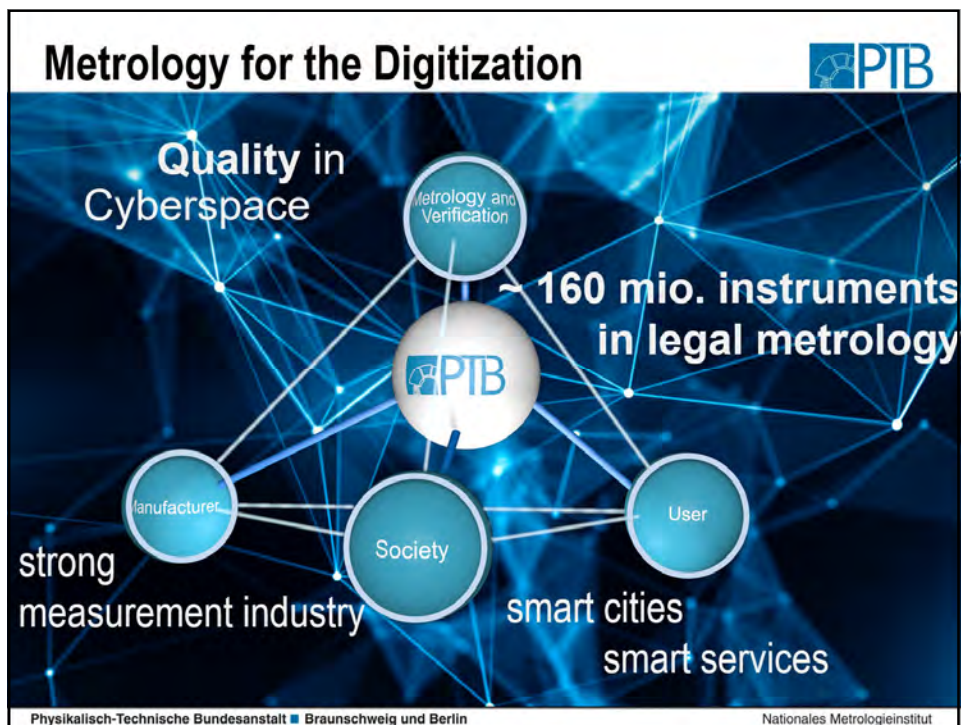 Metrology for the Digitization
PTB
Quality in
Cyberspace
Metrology and
Verification
~ 160 mio. instruments
in legal metrology
PTB
Manufacturer
Society
User
strong
measurement industry
smart cities
smart services
Physikalisch-Technische Bundesanstalt ■ Braunschweig und Berlin
Nationales Metrologieinstitut